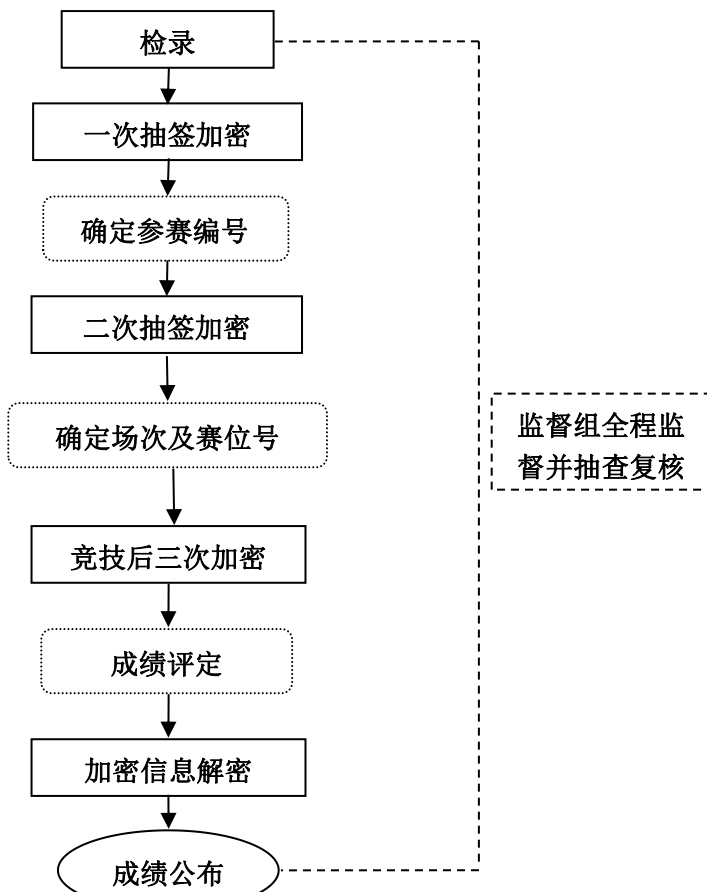 检录
一次抽签加密
确定参赛编号
二次抽签加密
确定场次及赛位号
监督组全程监
督并抽查复核
竞技后三次加密
成绩评定
加密信息解密
成绩公布